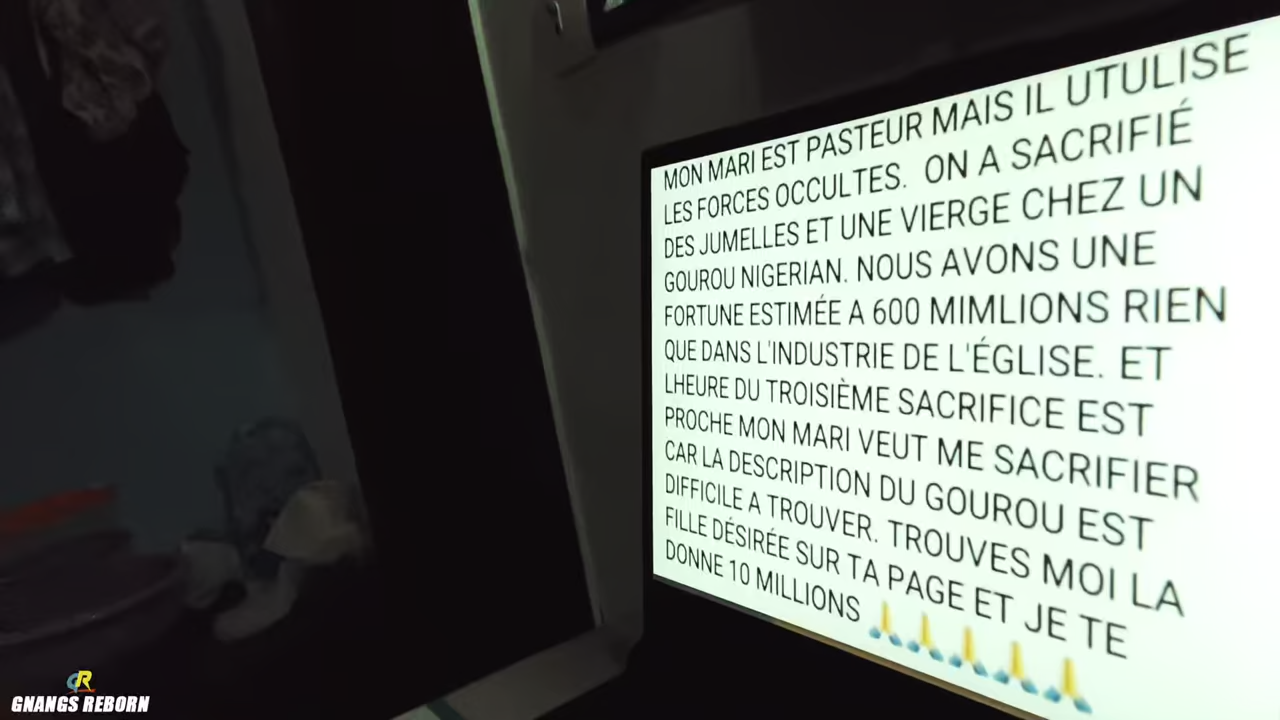 MON MARI EST PASTEUR MAIS IL UTULISE
LES FORCES OCCULTES. ON A SACRIFIÉ
DES JUMELLES ET UNE VIERGE CHEZ UN
GOUROU NIGERIAN. NOUS AVONS UNE
FORTUNE ESTIMÉE A 600 MIMLIONS RIEN
QUE DANS L'INDUSTRIE DE L'ÉGLISE. ET
LHEURE DU TROISIÈME SACRIFICE EST
PROCHE MON MARI VEUT ME SACRIFIER
CAR LA DESCRIPTION DU GOUROU EST
DIFFICILE A TROUVER. TROUVES MOI LA
FILLE DÉSIRÉE SUR TA PAGE ET JE TE
DONNE 10 MILLIONS 🙏🙏🙏🙏🙏
GR
GNANGS REBORN